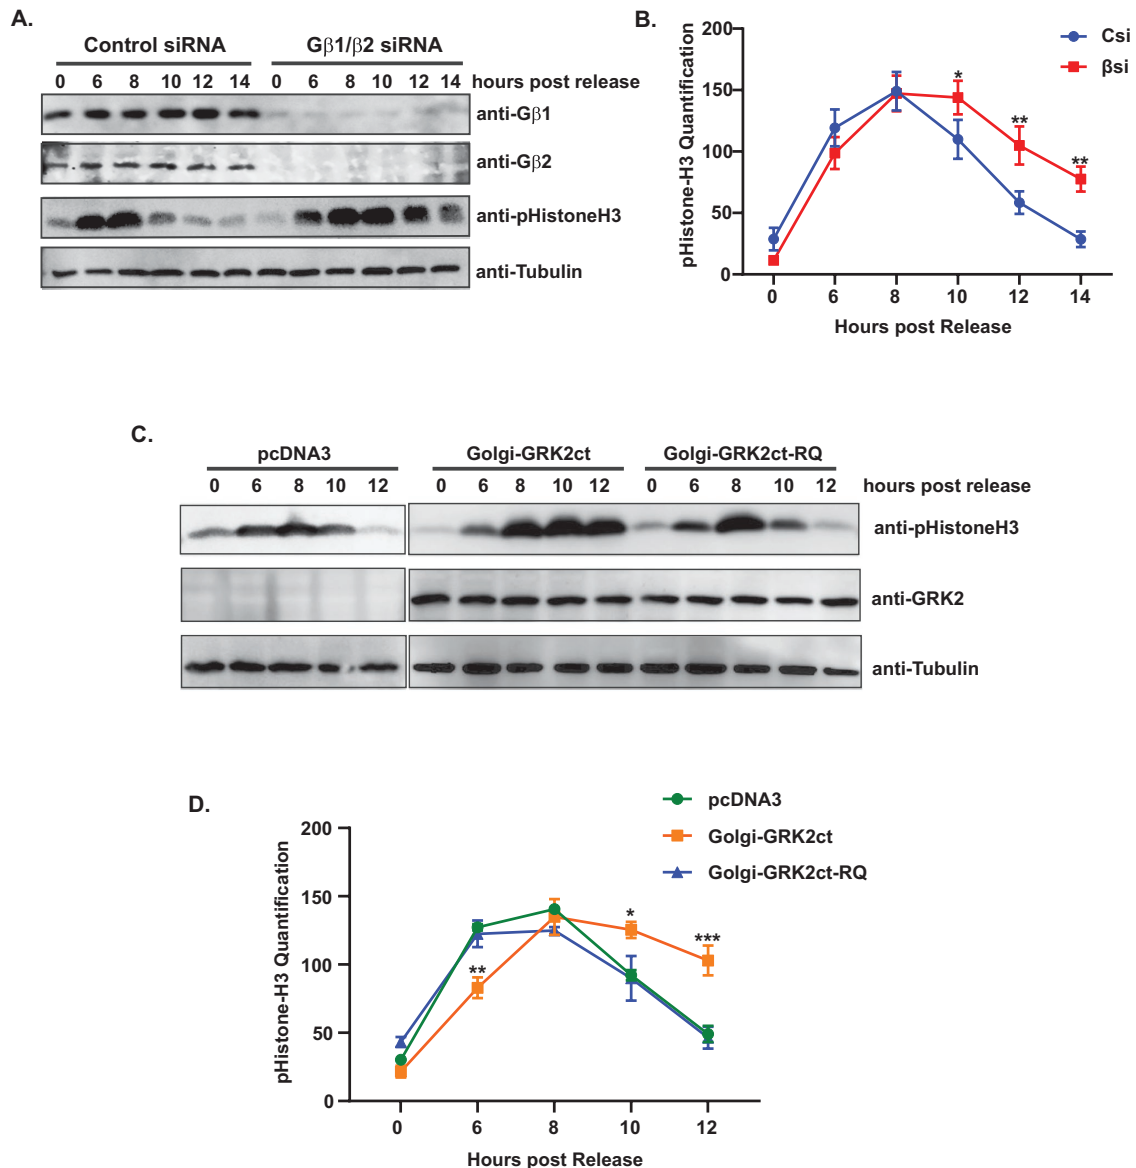 A.
Control siRNA Gβ1/β2 siRNA
0 6 8 10 12 14 0 6 8 10 12 14 hours post release
anti-Gβ1
anti-Gβ2
anti-pHistoneH3
anti-Tubulin
B.
pHistone-H3 Quantification
200
150
100
50
0
Csi
βsi
*
**
**
0 6 8 10 12 14
Hours post Release
C.
pcDNA3 Golgi-GRK2ct Golgi-GRK2ct-RQ
0 6 8 10 12 0 6 8 10 12 0 6 8 10 12 hours post release
anti-pHistoneH3
anti-GRK2
anti-Tubulin
D.
pcDNA3
Golgi-GRK2ct
Golgi-GRK2ct-RQ
pHistone-H3 Quantification
200
150
100
50
0
**
*
***
0 6 8 10 12
Hours post Release